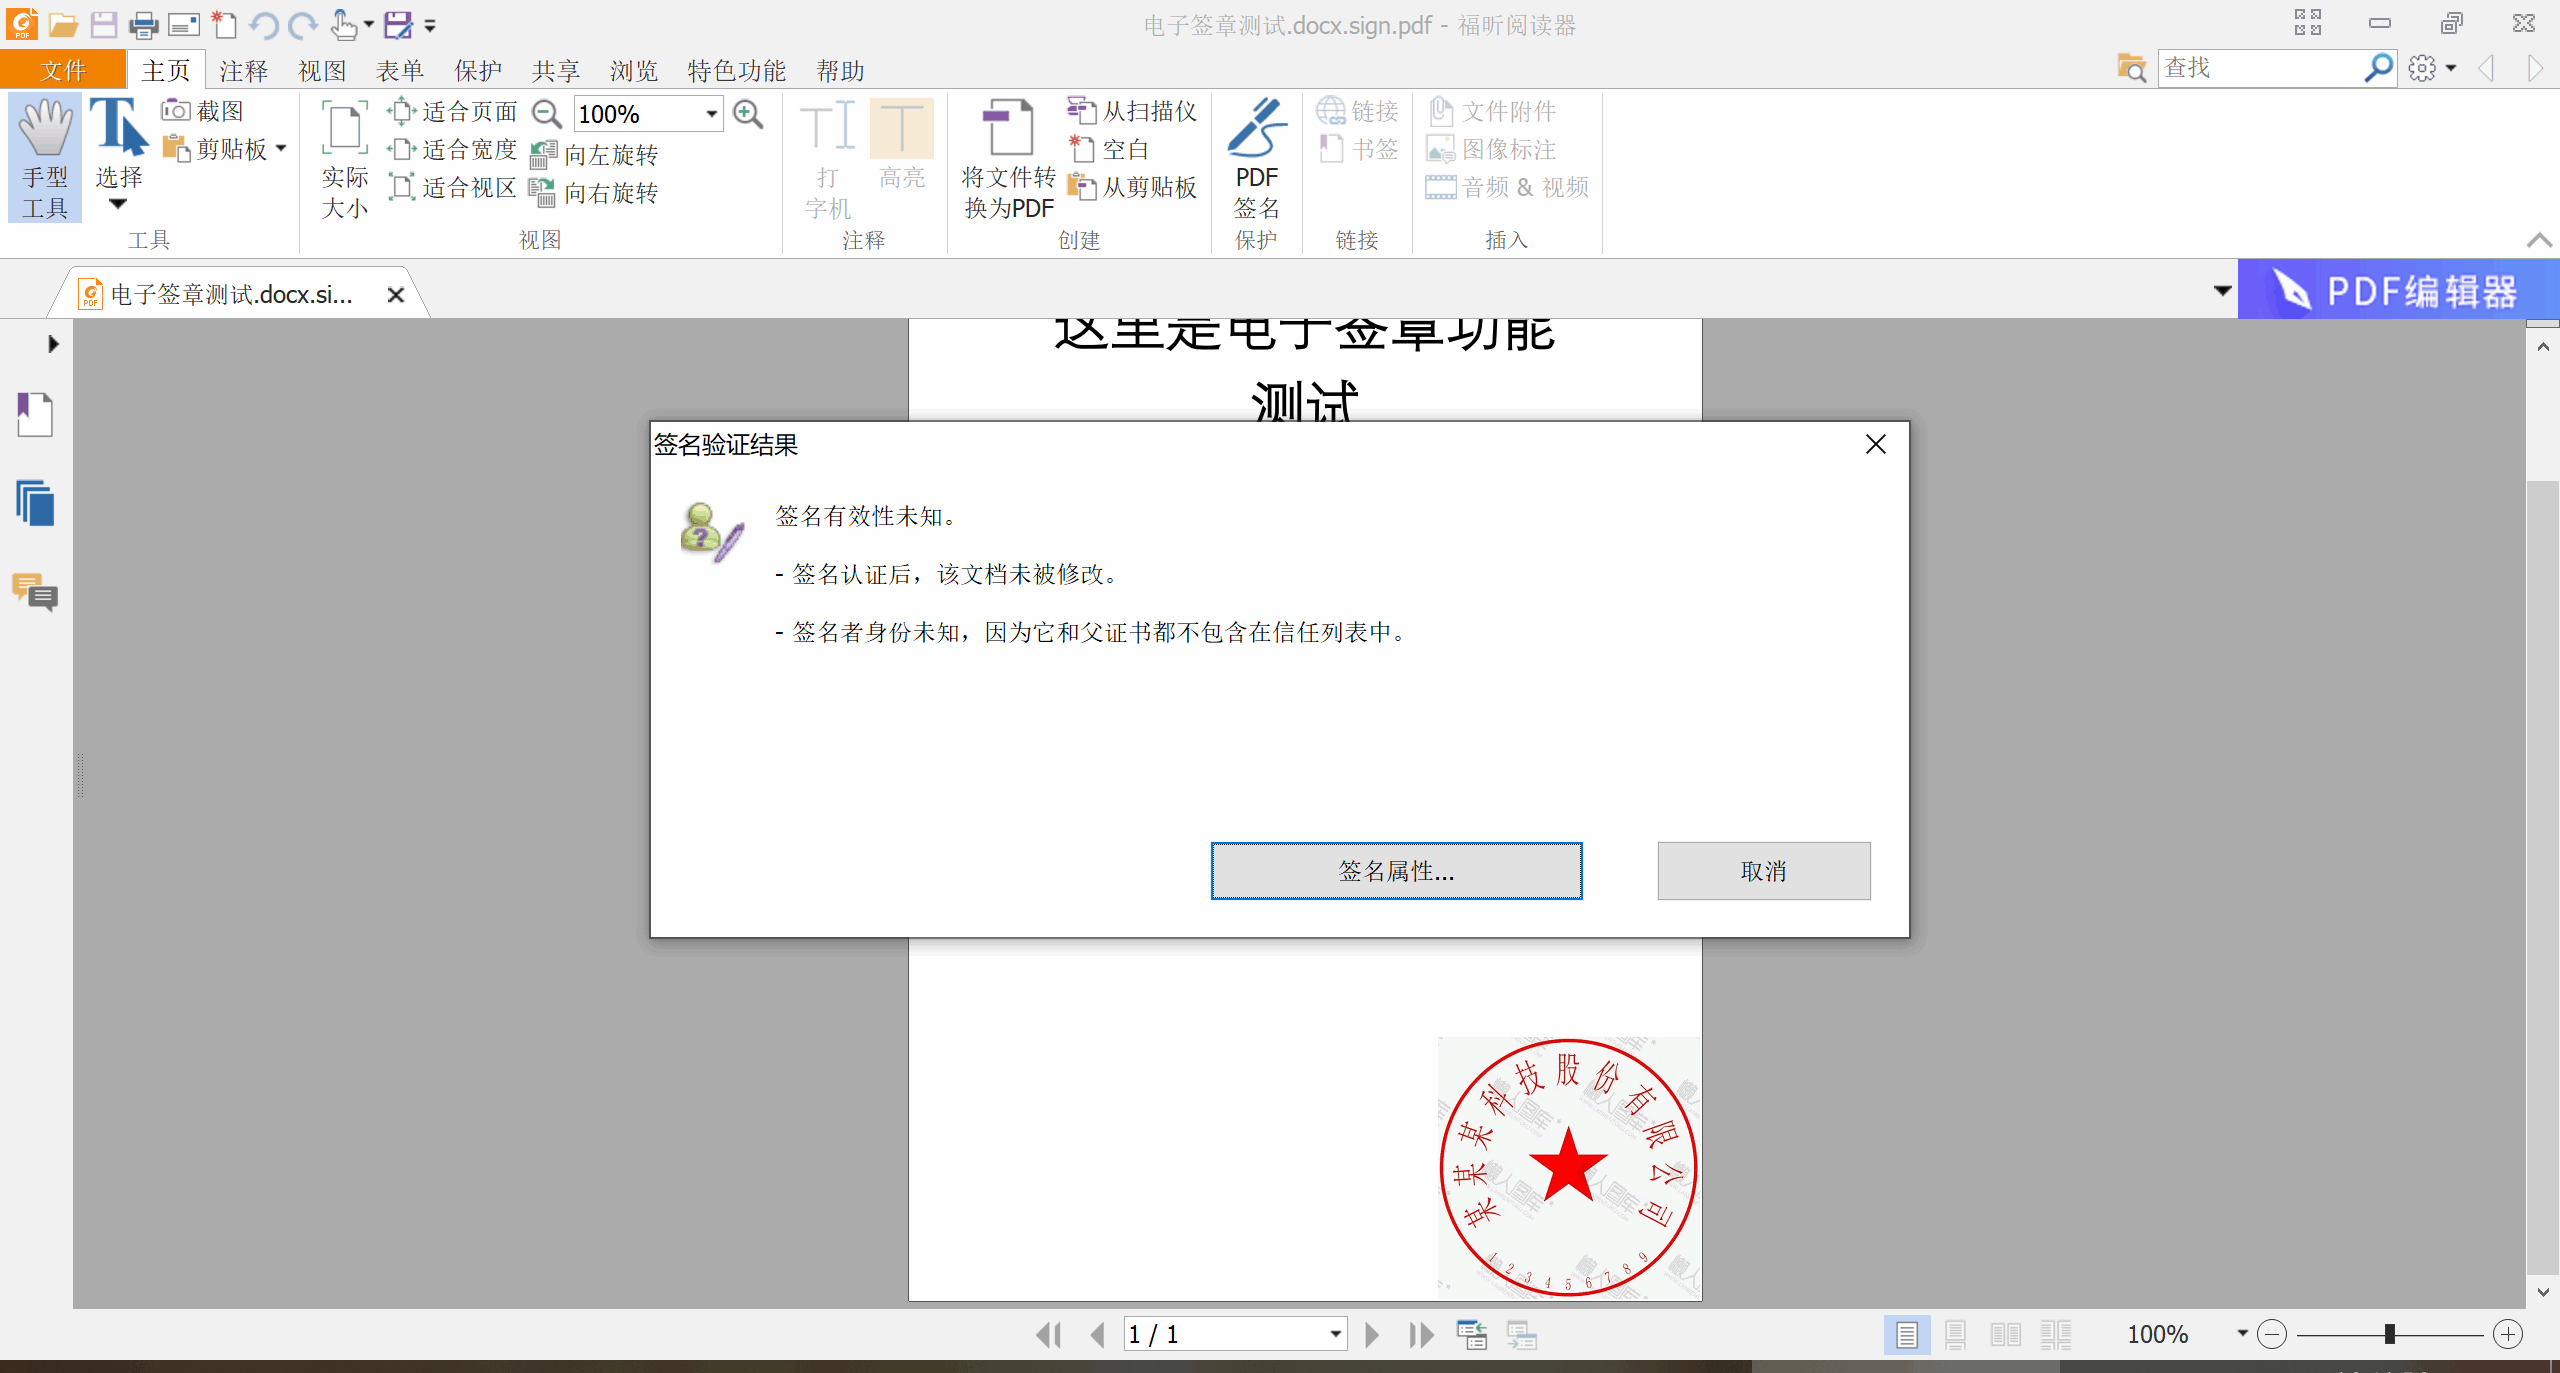 电子签章测试.docx.sign.pdf - 福昕阅读器
文件 主页 注释 视图 表单 保护 共享 浏览 特色功能 帮助
查找
手型工具
选择
截图
剪贴板
工具
实际大小
适合页面
适合宽度
适合视区
100%
向左旋转
向右旋转
视图
打字机
高亮
注释
将文件转换为PDF
从扫描仪
空白
从剪贴板
创建
PDF签名
保护
链接
书签
链接
文件附件
图像标注
音频 & 视频
插入
电子签章测试.docx.si...
PDF编辑器
这里是电子签章功能
测试
签名验证结果
签名有效性未知。
- 签名认证后，该文档未被修改。
- 签名者身份未知，因为它和父证书都不包含在信任列表中。
签名属性...
取消
某某某科技股份有限公司
123456789
懒人图库
1 / 1
100%